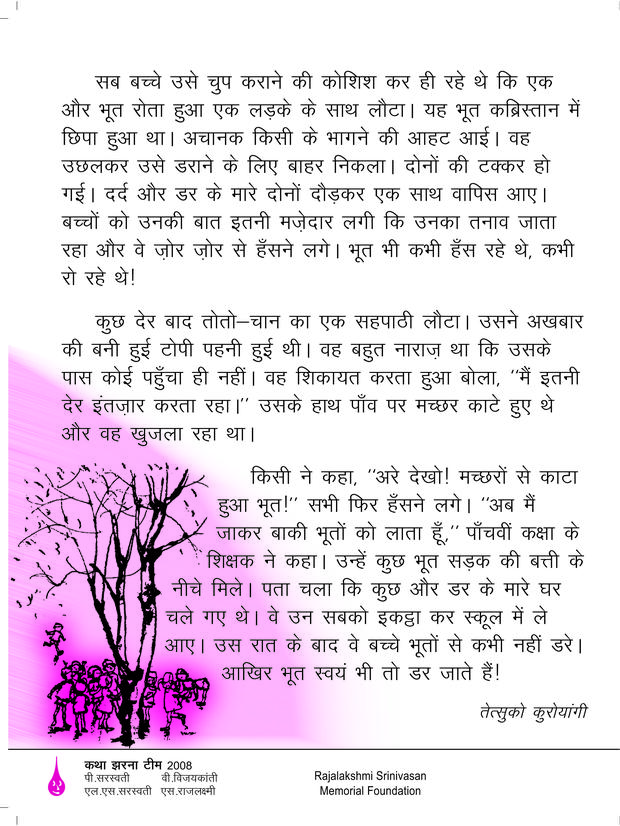 सब बच्चे उसे चुप कराने की कोशिश कर ही रहे थे कि एक
और भूत रोता हुआ एक लड़के के साथ लौटा। यह भूत कब्रिस्तान में
छिपा हुआ था। अचानक किसी के भागने की आहट आई। वह
उछलकर उसे डराने के लिए बाहर निकला। दोनों की टक्कर हो
गई। दर्द और डर के मारे दोनों दौड़कर एक साथ वापिस आए।
बच्चों को उनकी बात इतनी मज़ेदार लगी कि उनका तनाव जाता
रहा और वे ज़ोर ज़ोर से हँसने लगे। भूत भी कभी हँस रहे थे, कभी
रो रहे थे!
कुछ देर बाद तोतो–चान का एक सहपाठी लौटा। उसने अखबार
की बनी हुई टोपी पहनी हुई थी। वह बहुत नाराज़ था कि उसके
पास कोई पहुँचा ही नहीं। वह शिकायत करता हुआ बोला, ''मैं इतनी
देर इंतज़ार करता रहा।'' उसके हाथ पाँव पर मच्छर काटे हुए थे
और वह खुजला रहा था।
किसी ने कहा, ''अरे देखो! मच्छरों से काटा
हुआ भूत!'' सभी फिर हँसने लगे। ''अब मैं
जाकर बाकी भूतों को लाता हूँ,'' पाँचवीं कक्षा के
शिक्षक ने कहा। उन्हें कुछ भूत सड़क की बत्ती के
नीचे मिले। पता चला कि कुछ और डर के मारे घर
चले गए थे। वे उन सबको इकट्ठा कर स्कूल में ले
आए। उस रात के बाद वे बच्चे भूतों से कभी नहीं डरे।
आखिर भूत स्वयं भी तो डर जाते हैं!
तेत्सुको कुरोयांगी
कथा झरना टीम 2008
पी.सरस्वती वी.विजयकांती
एल.एस.सरस्वती एस.राजलक्ष्मी
Rajalakshmi Srinivasan
Memorial Foundation